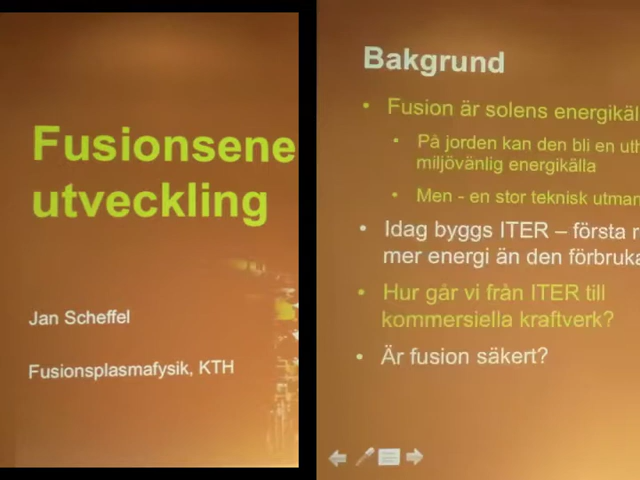 Fusionsene
utveckling
Jan Scheffel
Fusionsplasmafysik, KTH
Bakgrund
• Fusion är solens energikäl
• På jorden kan den bli en uth
miljövänlig energikälla
• Men - en stor teknisk utman
• Idag byggs ITER – första r
mer energi än den förbruka
• Hur går vi från ITER till
kommersiella kraftverk?
• Är fusion säkert?